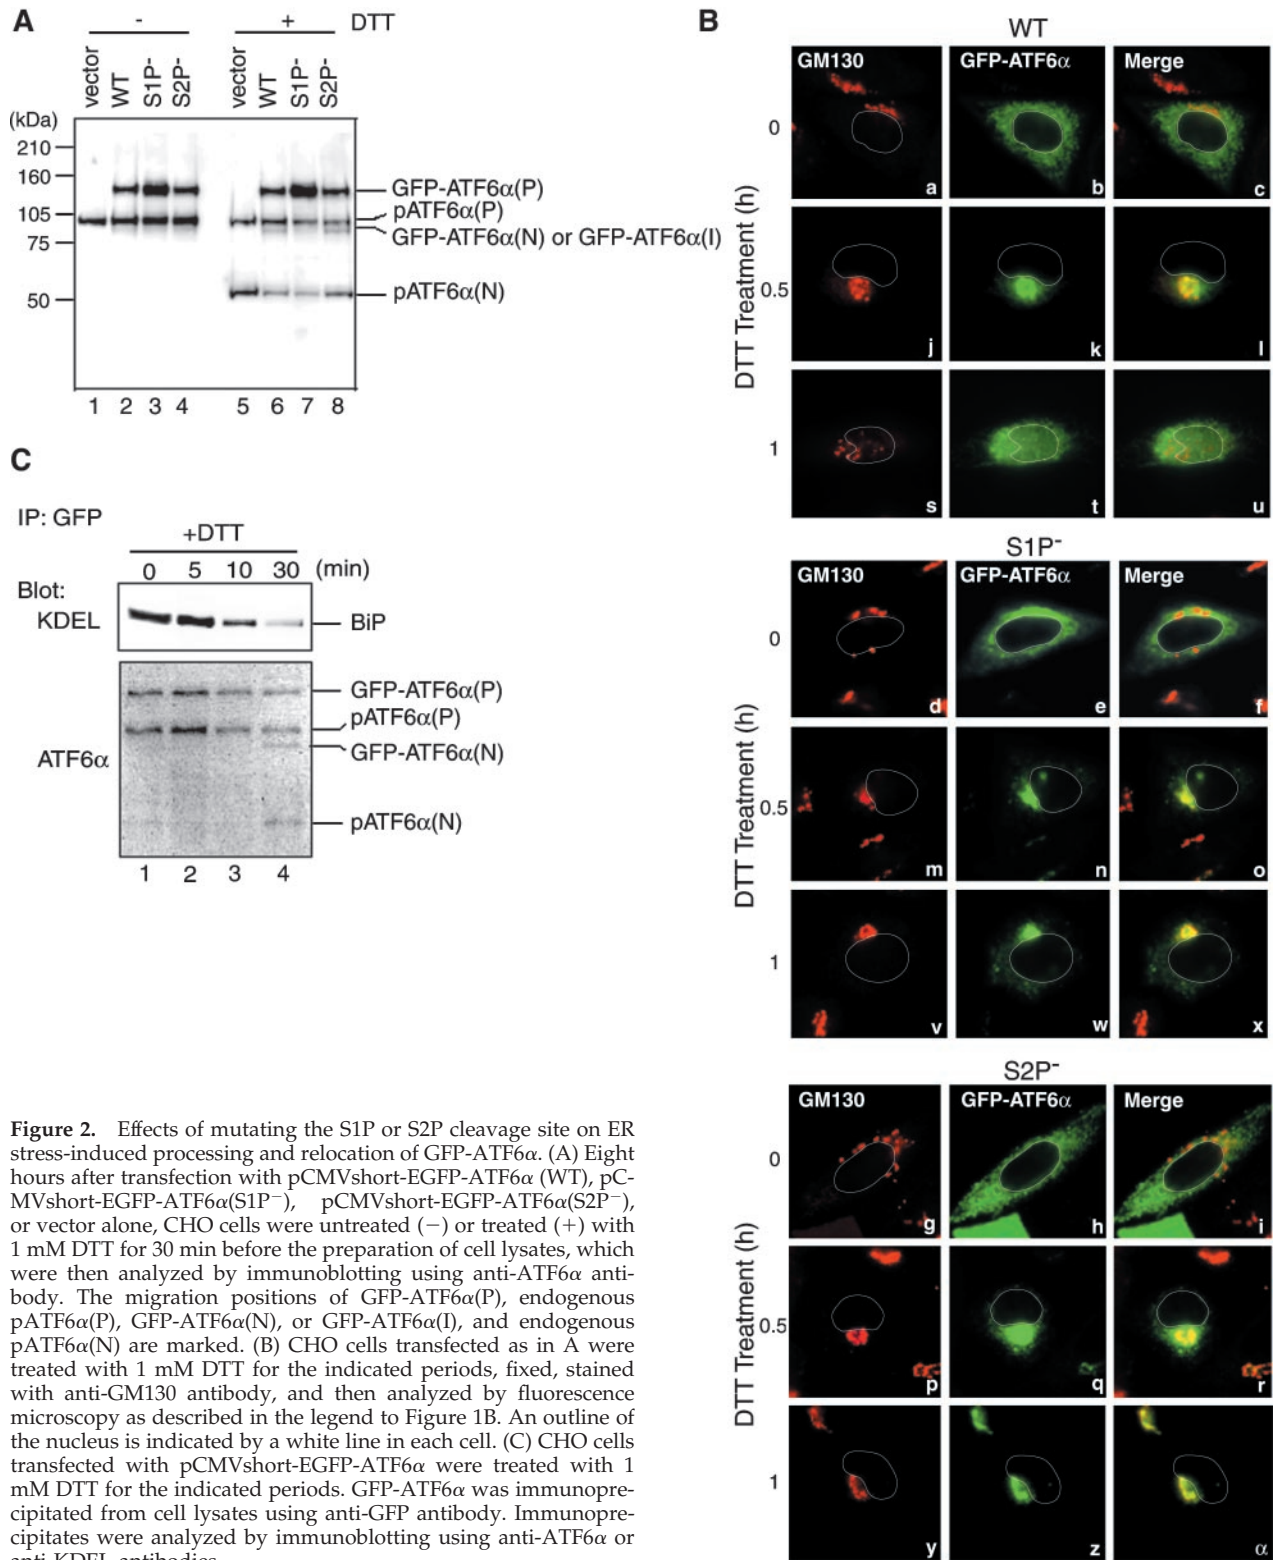 A
- + DTT
vector WT S1P- S2P- vector WT S1P- S2P-
(kDa)
210
160
105
75
50
GFP-ATF6α(P)
pATF6α(P)
GFP-ATF6α(N) or GFP-ATF6α(I)
pATF6α(N)
1 2 3 4 5 6 7 8
C
IP: GFP
+DTT
0 5 10 30 (min)
Blot:
KDEL
BiP
GFP-ATF6α(P)
pATF6α(P)
GFP-ATF6α(N)
ATF6α
pATF6α(N)
1 2 3 4
B
WT
GM130 GFP-ATF6α Merge
0
a b c
DTT Treatment (h)
0.5
j k l
1
s t u
S1P-
GM130 GFP-ATF6α Merge
0
d e f
DTT Treatment (h)
0.5
m n o
1
v w x
S2P-
GM130 GFP-ATF6α Merge
0
g h i
DTT Treatment (h)
0.5
p q r
1
y z α
Figure 2. Effects of mutating the S1P or S2P cleavage site on ER
stress-induced processing and relocation of GFP-ATF6α. (A) Eight
hours after transfection with pCMVshort-EGFP-ATF6α (WT), pC-
MVshort-EGFP-ATF6α(S1P−), pCMVshort-EGFP-ATF6α(S2P−),
or vector alone, CHO cells were untreated (−) or treated (+) with
1 mM DTT for 30 min before the preparation of cell lysates, which
were then analyzed by immunoblotting using anti-ATF6α anti-
body. The migration positions of GFP-ATF6α(P), endogenous
pATF6α(P), GFP-ATF6α(N), or GFP-ATF6α(I), and endogenous
pATF6α(N) are marked. (B) CHO cells transfected as in A were
treated with 1 mM DTT for the indicated periods, fixed, stained
with anti-GM130 antibody, and then analyzed by fluorescence
microscopy as described in the legend to Figure 1B. An outline of
the nucleus is indicated by a white line in each cell. (C) CHO cells
transfected with pCMVshort-EGFP-ATF6α were treated with 1
mM DTT for the indicated periods. GFP-ATF6α was immunopre-
cipitated from cell lysates using anti-GFP antibody. Immunopre-
cipitates were analyzed by immunoblotting using anti-ATF6α or
anti-KDEL antibodies.